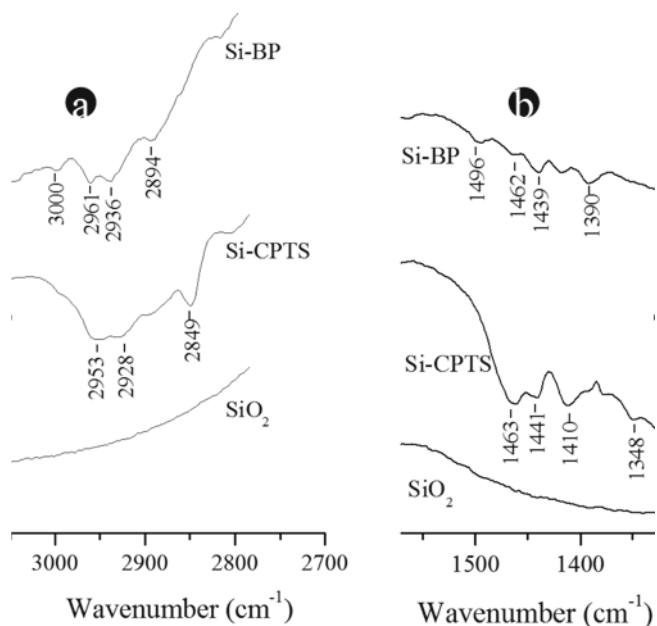 a
Si-BP
3000
2961
2936
2894
Si-CPTS
2953
2928
2849
SiO2
3000 2900 2800 2700
Wavenumber (cm-1)
b
Si-BP
1496
1462
1439
1390
Si-CPTS
1463
1441
1410
1348
SiO2
1500 1400
Wavenumber (cm-1)